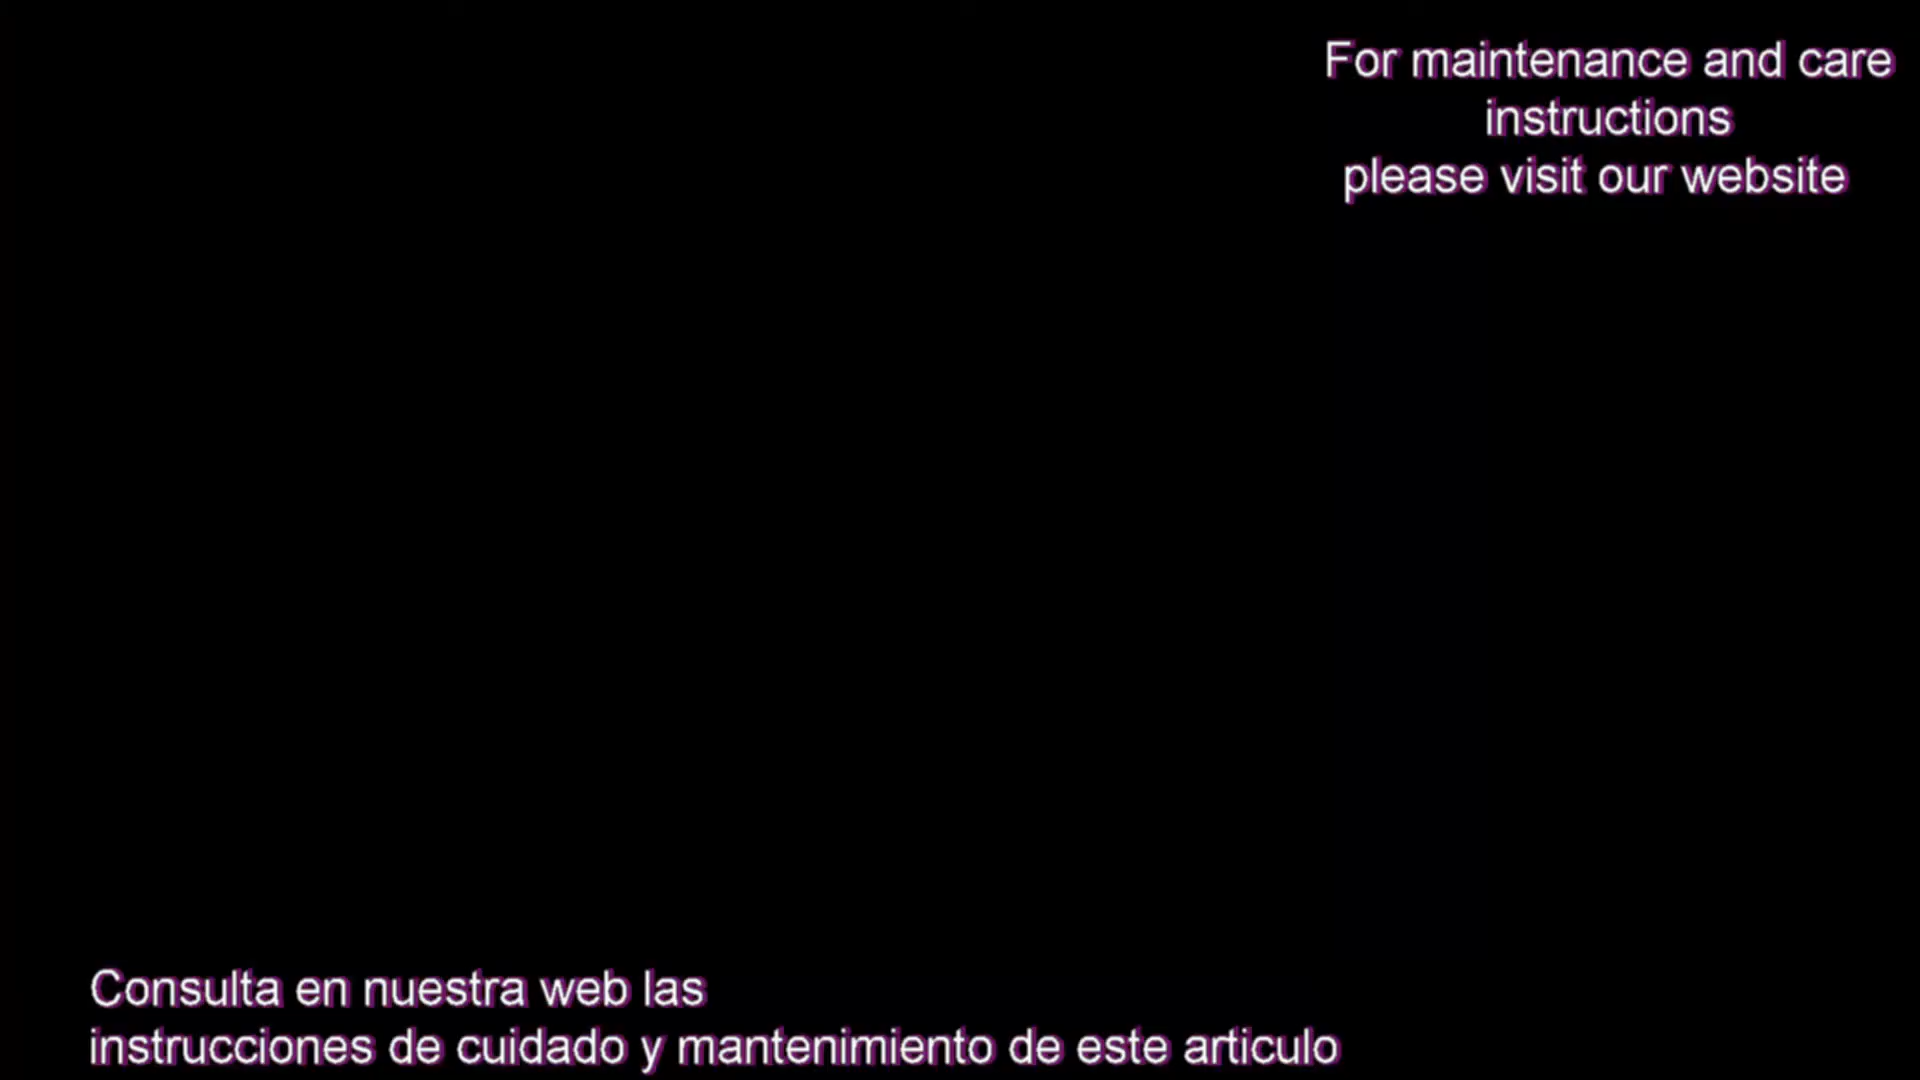 For maintenance and care
instructions
please visit our website
Consulta en nuestra web las
instrucciones de cuidado y mantenimiento de este articulo